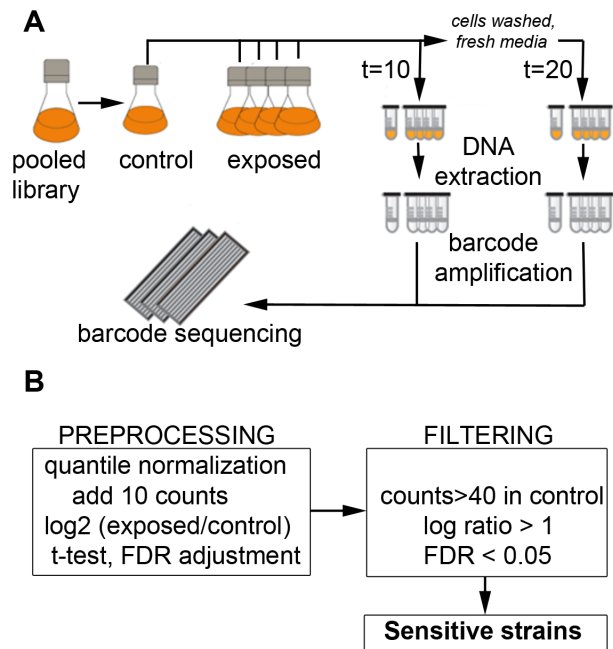 A
cells washed,
fresh media
t=10
t=20
pooled
library
control
exposed
DNA
extraction
barcode
amplification
barcode sequencing
B
PREPROCESSING
quantile normalization
add 10 counts
log2 (exposed/control)
t-test, FDR adjustment
FILTERING
counts>40 in control
log ratio > 1
FDR < 0.05
Sensitive strains